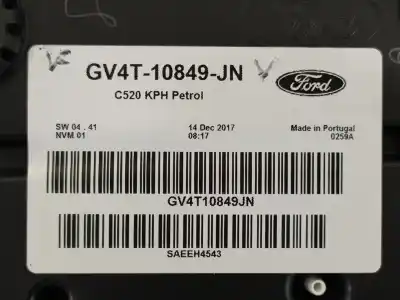 GV4T-10849-JN
Ford
C520 KPH Petrol
SW 04 . 41
14 Dec 2017
Made in Portugal
NVM 01
08:17
0259A
GV4T10849JN
SAEEH4543